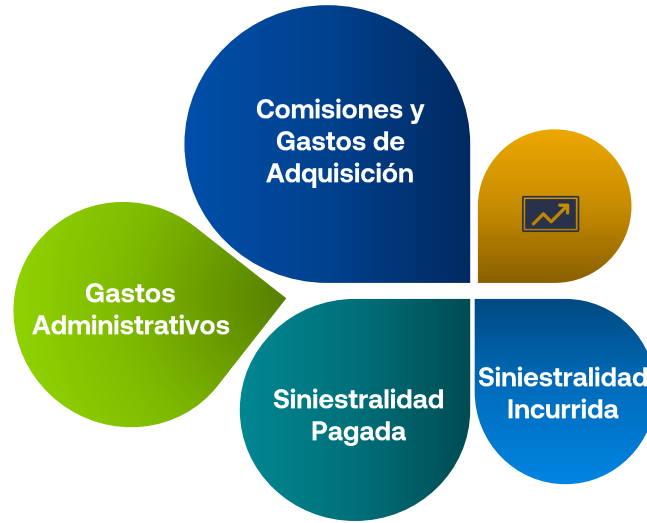 Comisiones y
Gastos de
Adquisición
Gastos
Administrativos
Siniestralidad
Pagada
Siniestralidad
Incurrida